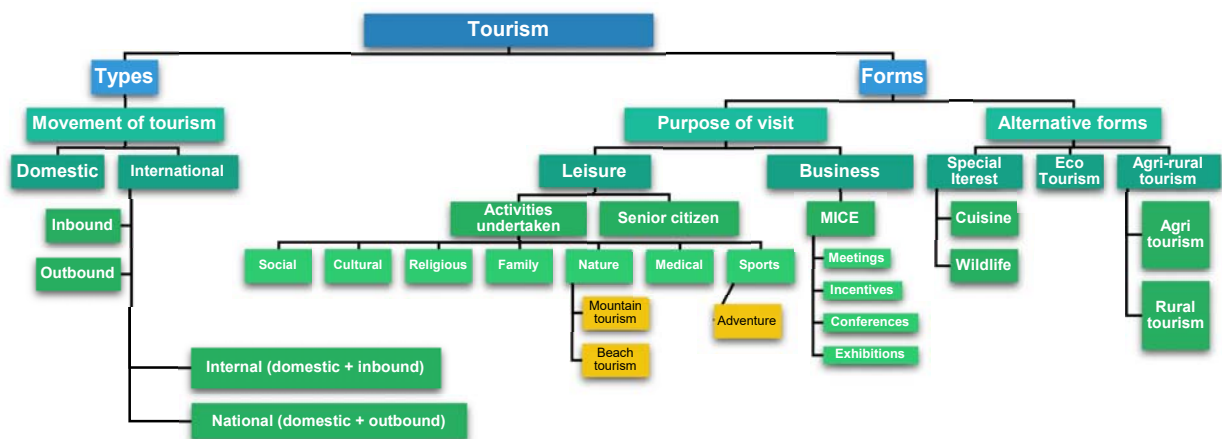 Tourism
Types
Forms
Movement of tourism
Purpose of visit
Alternative forms
Domestic
International
Leisure
Business
Special
Iterest
Eco
Tourism
Agri-rural
tourism
Inbound
Outbound
Activities
undertaken
Senior citizen
MICE
Cuisine
Wildlife
Agri
tourism
Rural
tourism
Social
Cultural
Religious
Family
Nature
Medical
Sports
Meetings
Incentives
Conferences
Exhibitions
Mountain
tourism
Beach
tourism
Adventure
Internal (domestic + inbound)
National (domestic + outbound)